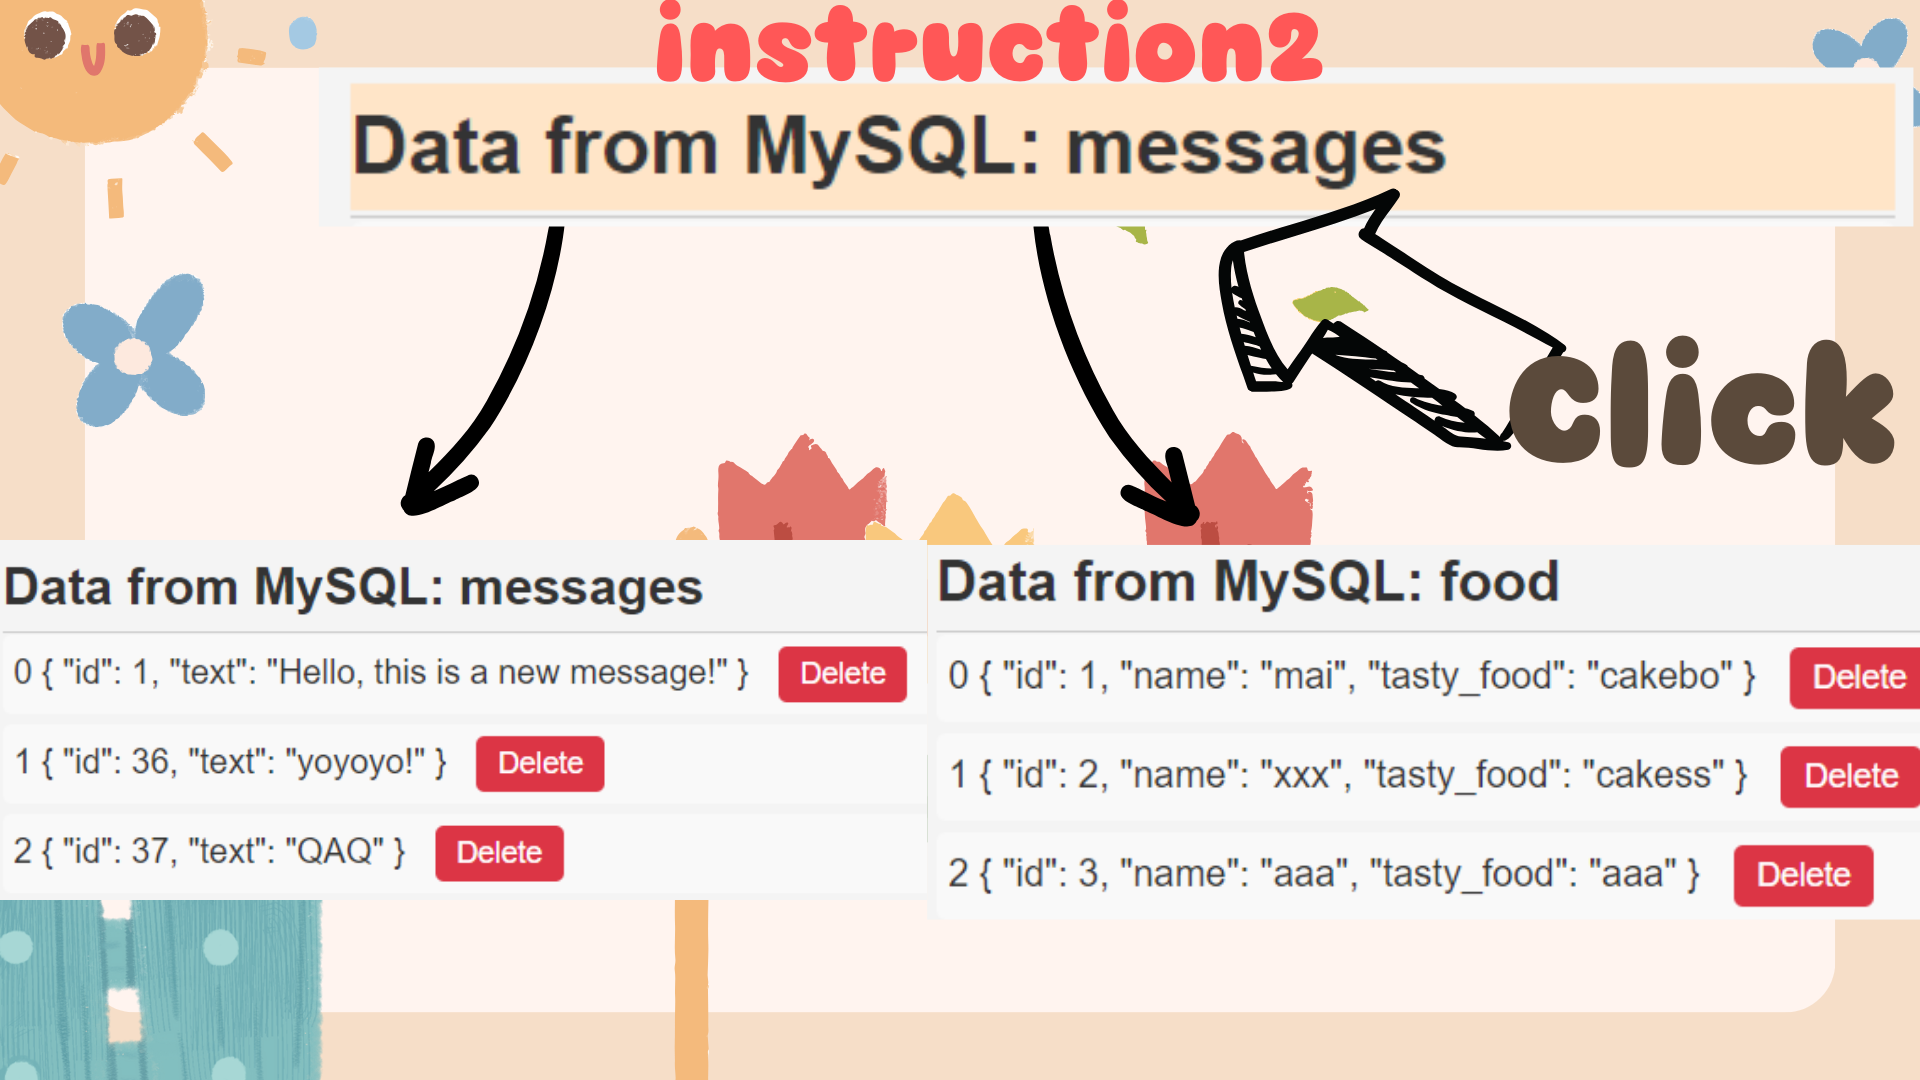 instruction2
Data from MySQL: messages
click
Data from MySQL: messages
0 { "id": 1, "text": "Hello, this is a new message!" } Delete
1 { "id": 36, "text": "yoyoyo!" } Delete
2 { "id": 37, "text": "QAQ" } Delete
Data from MySQL: food
0 { "id": 1, "name": "mai", "tasty_food": "cakebo" } Delete
1 { "id": 2, "name": "xxx", "tasty_food": "cakess" } Delete
2 { "id": 3, "name": "aaa", "tasty_food": "aaa" } Delete